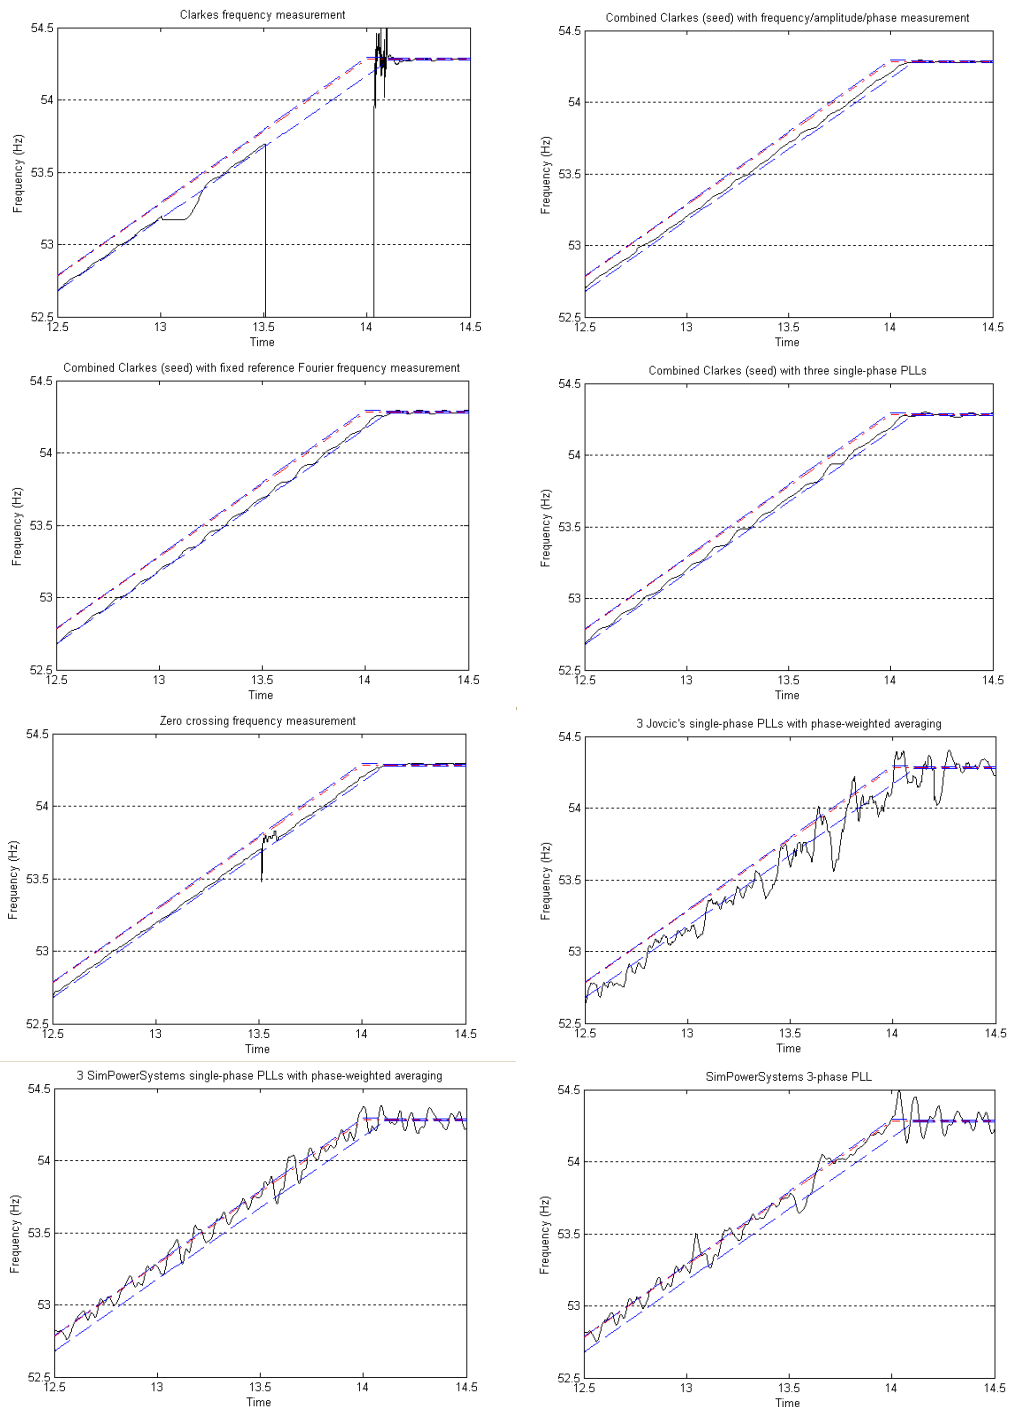 Clarkes frequency measurement
54.5
54
53.5
53
52.5
Frequency (Hz)
12.5 13 13.5 14 14.5
Time
Combined Clarkes (seed) with frequency/amplitude/phase measurement
54.5
54
53.5
53
52.5
Frequency (Hz)
12.5 13 13.5 14 14.5
Time
Combined Clarkes (seed) with fixed reference Fourier frequency measurement
54.5
54
53.5
53
52.5
Frequency (Hz)
12.5 13 13.5 14 14.5
Time
Combined Clarkes (seed) with three single-phase PLLs
54.5
54
53.5
53
52.5
Frequency (Hz)
12.5 13 13.5 14 14.5
Time
Zero crossing frequency measurement
54.5
54
53.5
53
52.5
Frequency (Hz)
12.5 13 13.5 14 14.5
Time
3 Jovcic's single-phase PLLs with phase-weighted averaging
54.5
54
53.5
53
52.5
Frequency (Hz)
12.5 13 13.5 14 14.5
Time
3 SimPowerSystems single-phase PLLs with phase-weighted averaging
54.5
54
53.5
53
52.5
Frequency (Hz)
12.5 13 13.5 14 14.5
Time
SimPowerSystems 3-phase PLL
54.5
54
53.5
53
52.5
Frequency (Hz)
12.5 13 13.5 14 14.5
Time